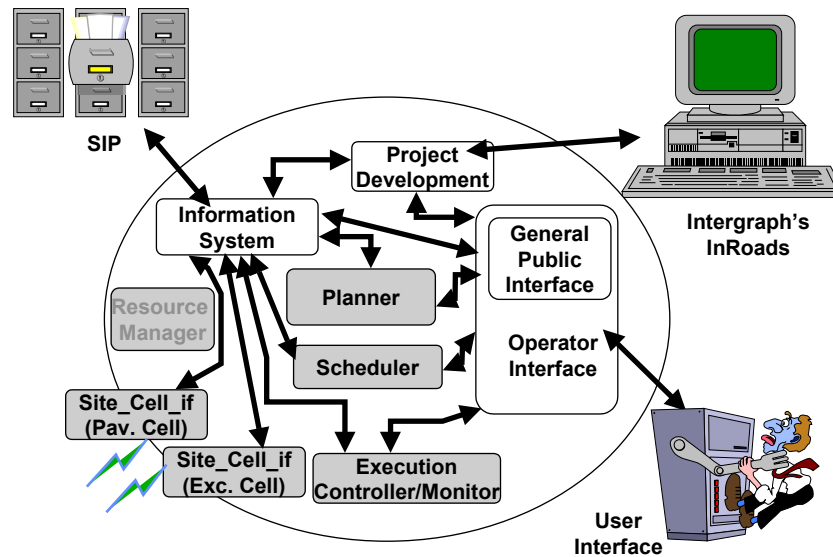 SIP
Project
Development
Intergraph's
InRoads
Information
System
General
Public
Interface
Planner
Resource
Manager
Operator
Interface
Scheduler
Site_Cell_if
(Pav. Cell)
Site_Cell_if
(Exc. Cell)
Execution
Controller/Monitor
User
Interface